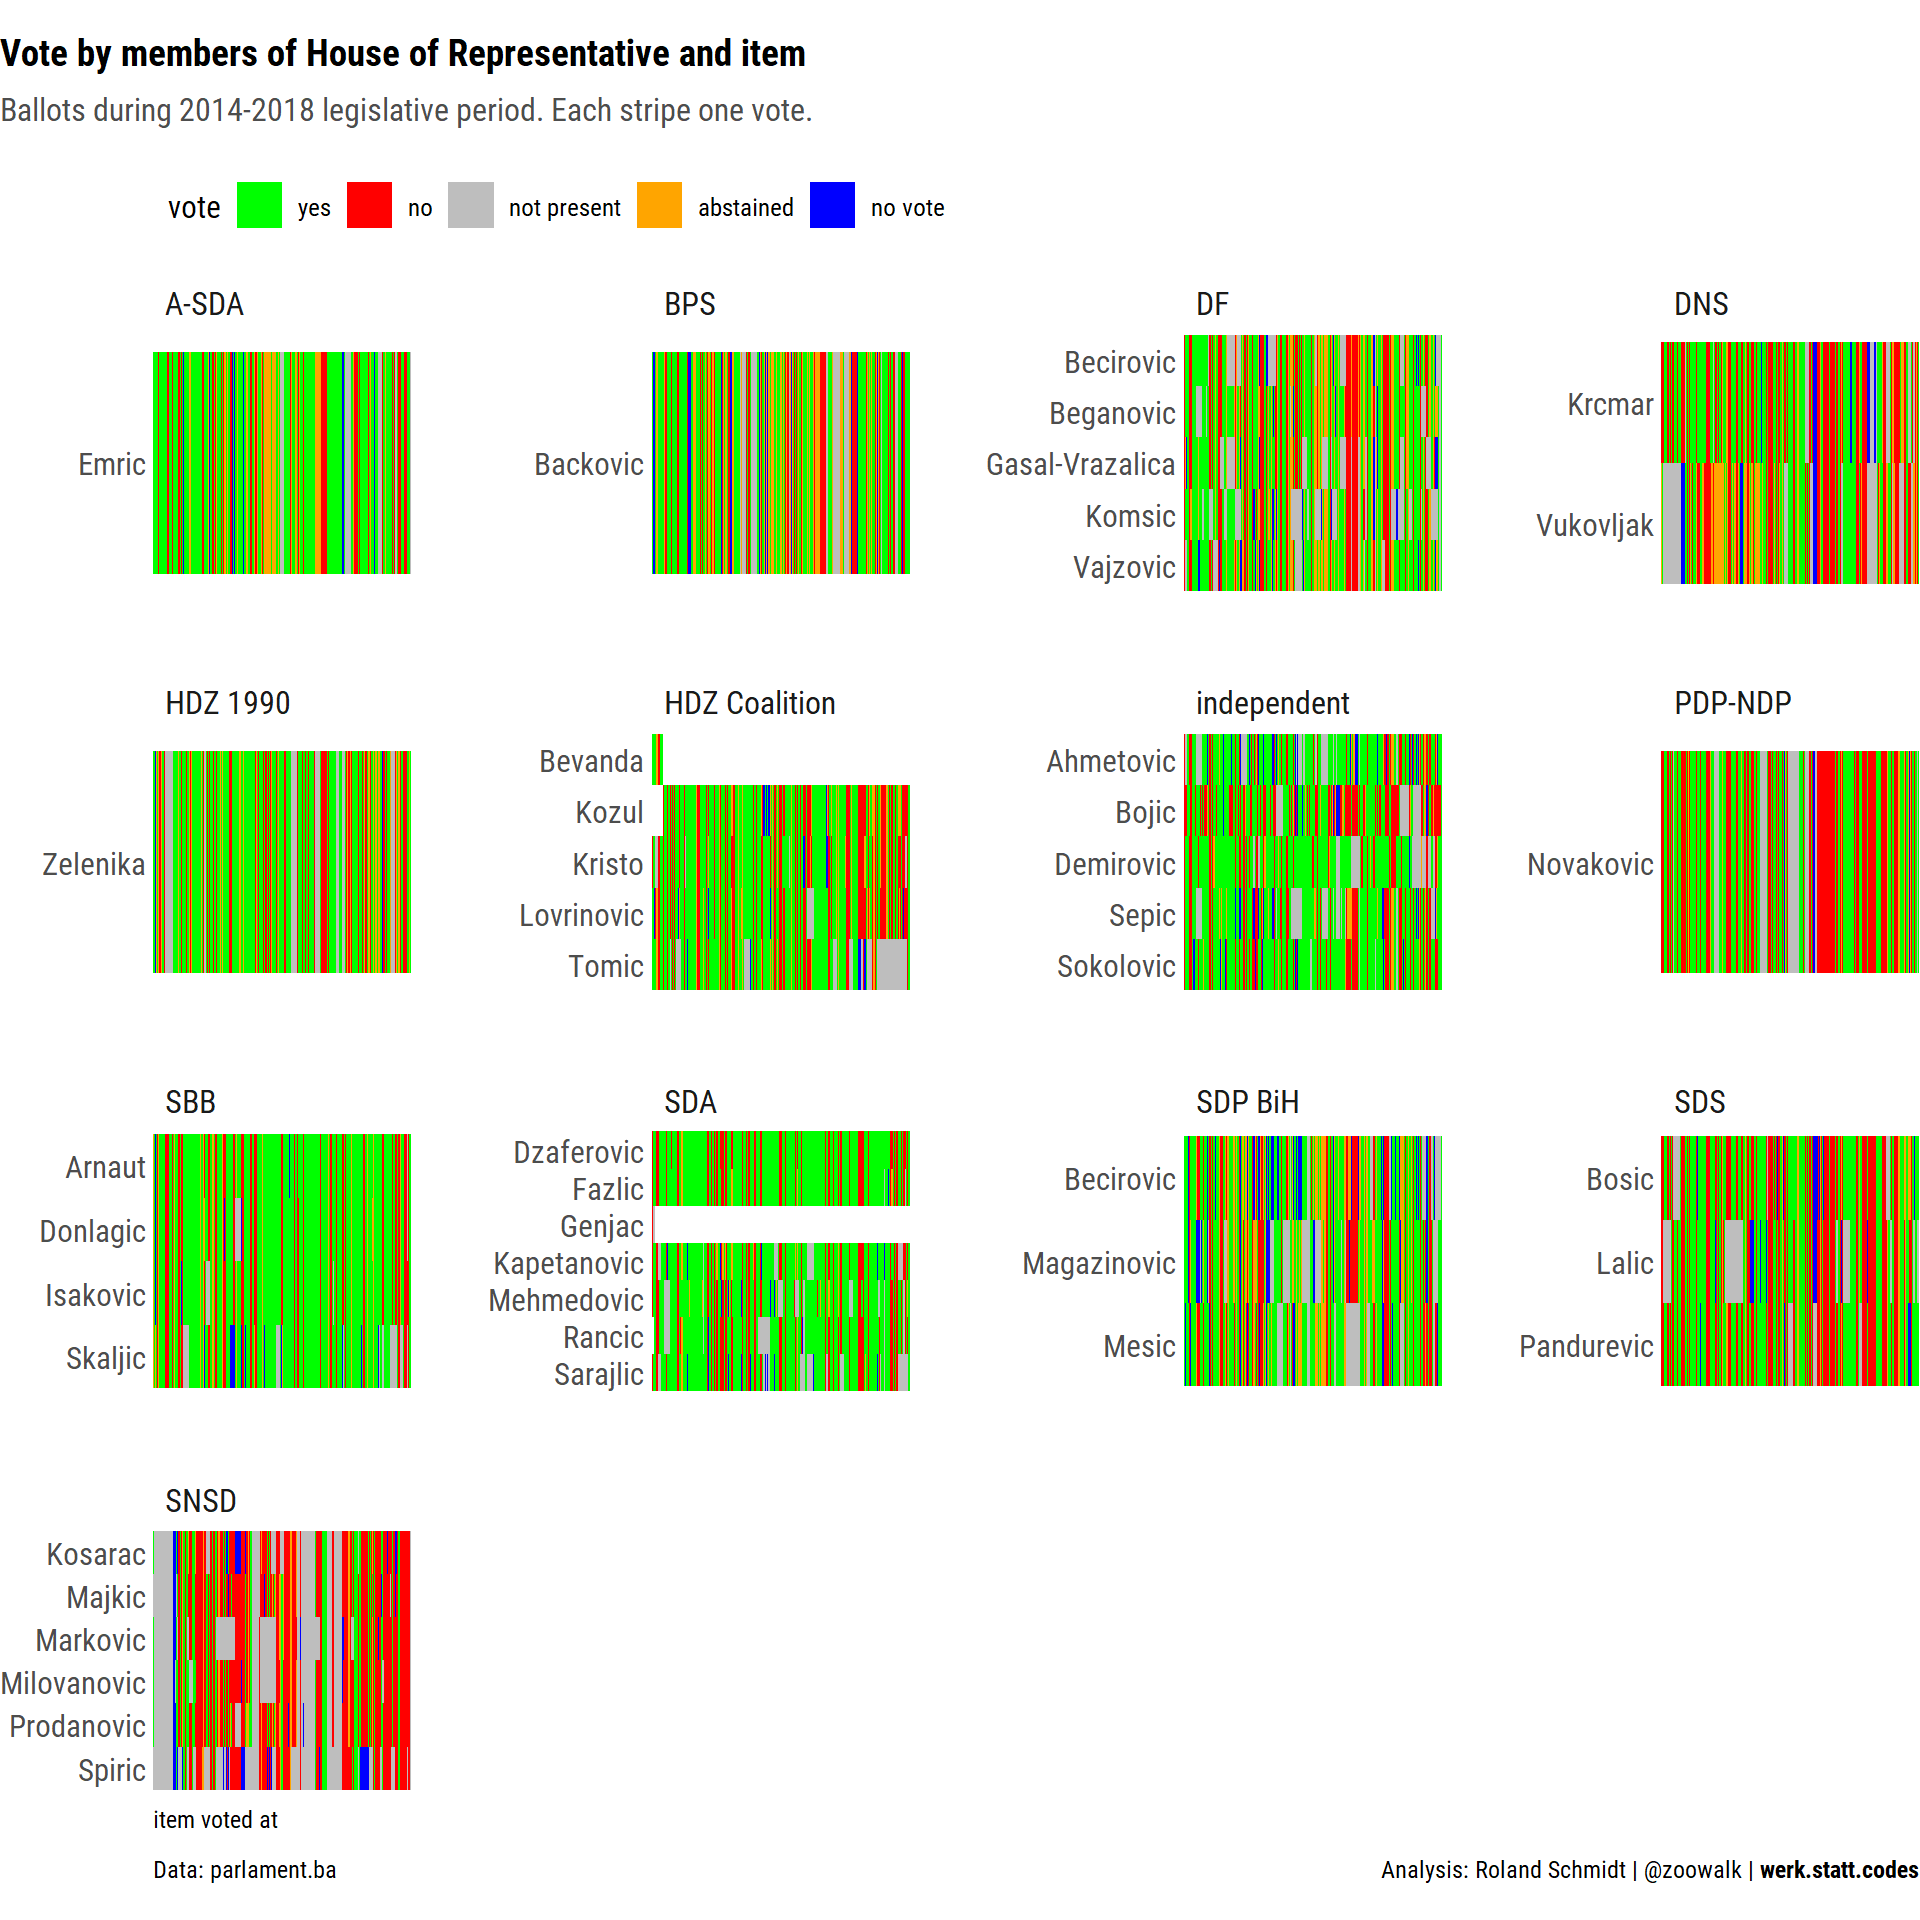 Vote by members of House of Representative and item
Ballots during 2014-2018 legislative period. Each stripe one vote.
vote yes no not present abstained no vote
A-SDA
Emric
BPS
Backovic
DF
Becirovic
Beganovic
Gasal-Vrazalica
Komsic
Vajzovic
DNS
Krcmar
Vukovljak
HDZ 1990
Zelenika
HDZ Coalition
Bevanda
Kozul
Kristo
Lovrinovic
Tomic
independent
Ahmetovic
Bojic
Demirovic
Sepic
Sokolovic
PDP-NDP
Novakovic
SBB
Arnaut
Donlagic
Isakovic
Skaljic
SDA
Dzaferovic
Fazlic
Genjac
Kapetanovic
Mehmedovic
Rancic
Sarajlic
SDP BiH
Becirovic
Magazinovic
Mesic
SDS
Bosic
Lalic
Pandurevic
SNSD
Kosarac
Majkic
Markovic
Milovanovic
Prodanovic
Spiric
item voted at
Data: parlament.ba
Analysis: Roland Schmidt | @zoowalk | werk.statt.codes